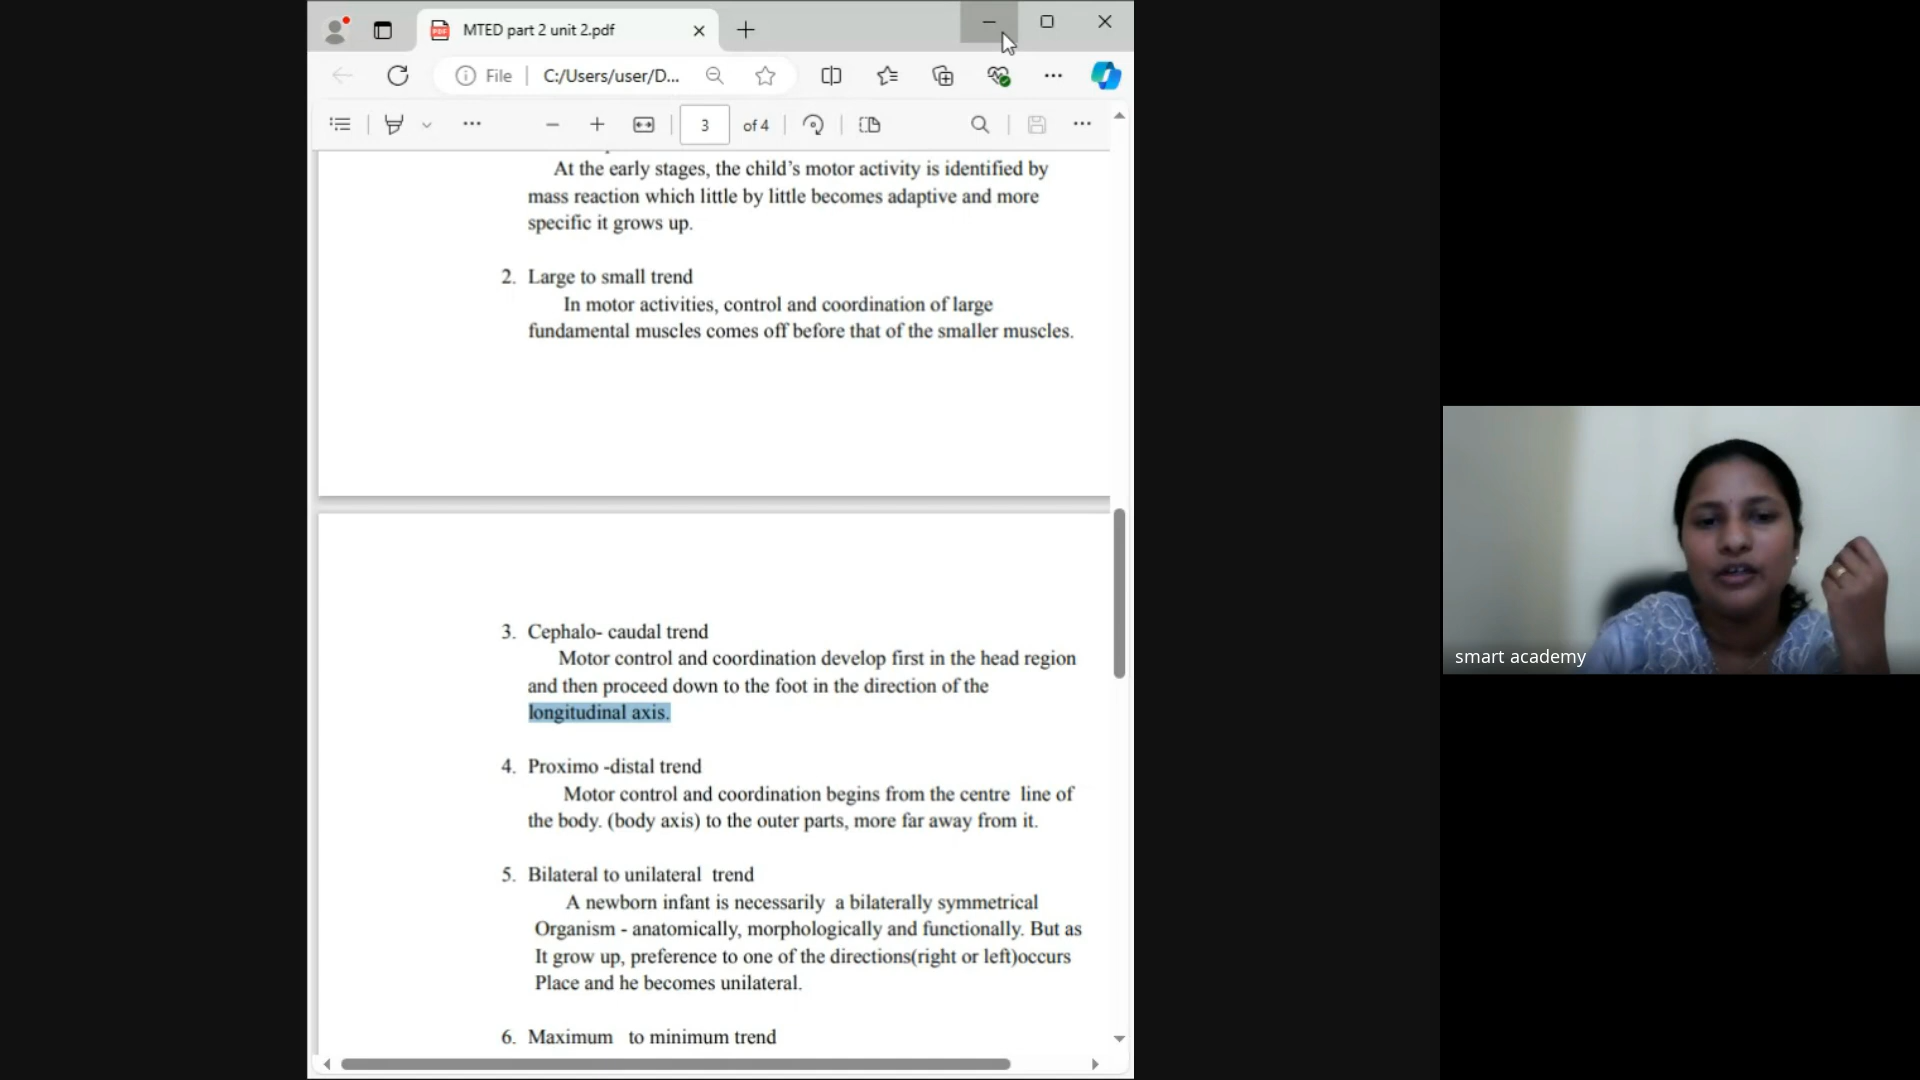 MTED part 2 unit 2.pdf
File
C:/Users/user/D...
3
of 4
At the early stages, the child’s motor activity is identified by
mass reaction which little by little becomes adaptive and more
specific it grows up.
2. Large to small trend
In motor activities, control and coordination of large
fundamental muscles comes off before that of the smaller muscles.
3. Cephalo- caudal trend
Motor control and coordination develop first in the head region
and then proceed down to the foot in the direction of the
longitudinal axis.
4. Proximo -distal trend
Motor control and coordination begins from the centre line of
the body. (body axis) to the outer parts, more far away from it.
5. Bilateral to unilateral trend
A newborn infant is necessarily a bilaterally symmetrical
Organism - anatomically, morphologically and functionally. But as
It grow up, preference to one of the directions(right or left)occurs
Place and he becomes unilateral.
6. Maximum to minimum trend
smart academy